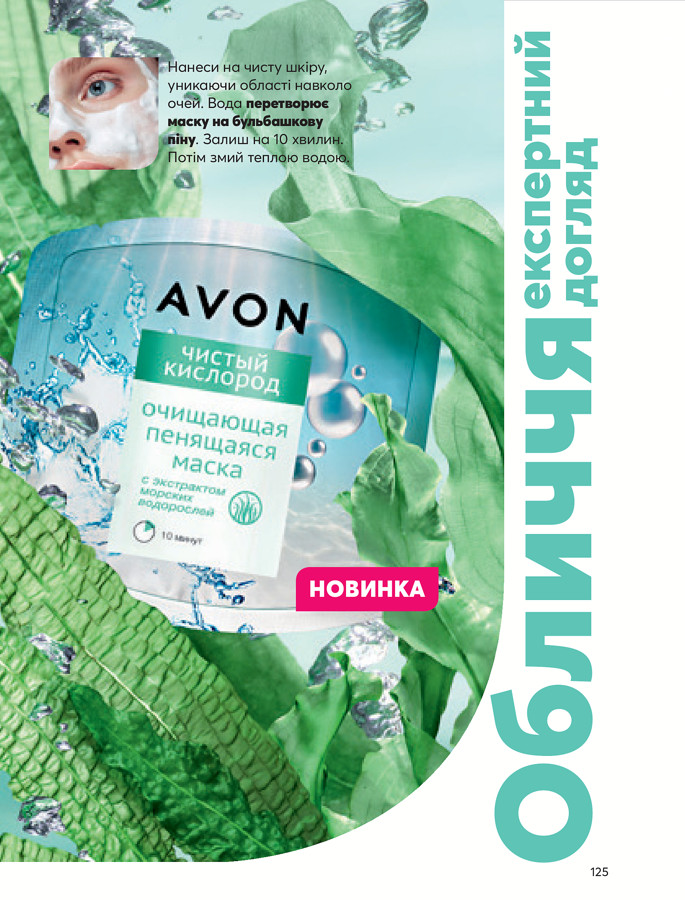 Нанеси на чисту шкіру,
уникаючи області навколо
очей. Вода перетворює
маску на бульбашкову
піну. Залиш на 10 хвилин.
Потім змий теплою водою.
AVON
чистый
кислород
очищающая
пенящаяся
маска
с экстрактом
морских
водорослей
10 минут
НОВИНКА
Обличчя
експертний
догляд
125